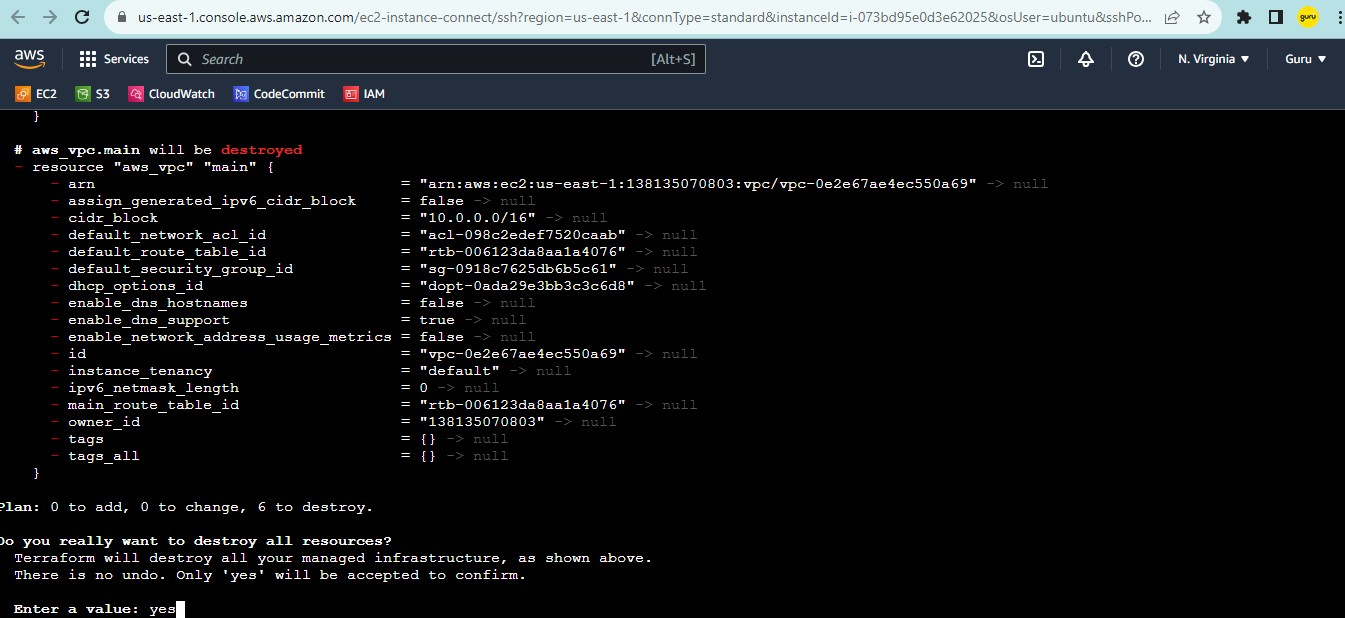 us-east-1.console.aws.amazon.com/ec2-instance-connect/ssh?region=us-east-1&connType=standard&instanceId=i-073bd95e0d3e62025&osUser=ubuntu&sshPo...
guru
aws
Services
Search
[Alt+S]
N. Virginia ▼
Guru ▼
EC2
S3
CloudWatch
CodeCommit
IAM
}
# aws_vpc.main will be destroyed
- resource "aws_vpc" "main" {
- arn = "arn:aws:ec2:us-east-1:138135070803:vpc/vpc-0e2e67ae4ec550a69" -> null
- assign_generated_ipv6_cidr_block = false -> null
- cidr_block = "10.0.0.0/16" -> null
- default_network_acl_id = "acl-098c2edef7520caab" -> null
- default_route_table_id = "rtb-006123da8aa1a4076" -> null
- default_security_group_id = "sg-0918c7625db6b5c61" -> null
- dhcp_options_id = "dopt-0ada29e3bb3c3c6d8" -> null
- enable_dns_hostnames = false -> null
- enable_dns_support = true -> null
- enable_network_address_usage_metrics = false -> null
- id = "vpc-0e2e67ae4ec550a69" -> null
- instance_tenancy = "default" -> null
- ipv6_netmask_length = 0 -> null
- main_route_table_id = "rtb-006123da8aa1a4076" -> null
- owner_id = "138135070803" -> null
- tags = {} -> null
- tags_all = {} -> null
}
Plan: 0 to add, 0 to change, 6 to destroy.
Do you really want to destroy all resources?
Terraform will destroy all your managed infrastructure, as shown above.
There is no undo. Only 'yes' will be accepted to confirm.
Enter a value: yes